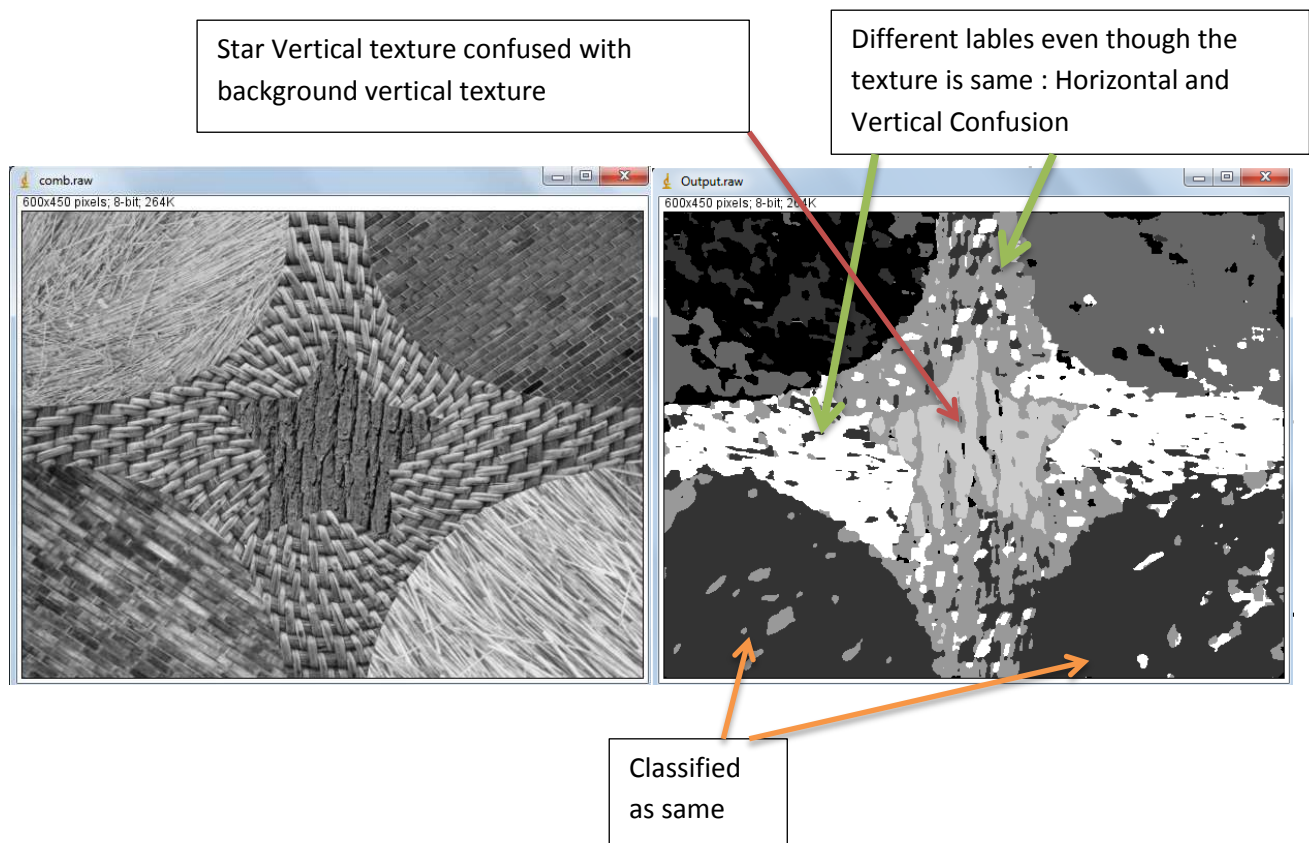 Star Vertical texture confused with
background vertical texture
Different lables even though the
texture is same : Horizontal and
Vertical Confusion
comb.raw
600x450 pixels; 8-bit; 264K
Output.raw
600x450 pixels; 8-bit; 264K
Classified
as same